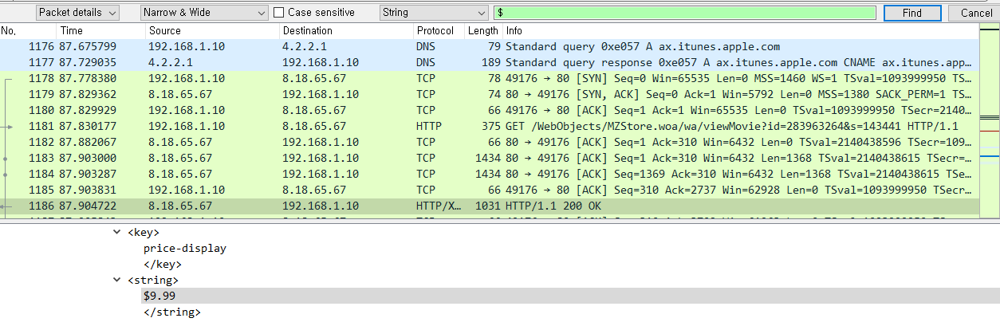 Packet details Narrow & Wide Case sensitive String $ Find Cancel
No. Time Source Destination Protocol Length Info
1176 87.675799 192.168.1.10 4.2.2.1 DNS 79 Standard query 0xe057 A ax.itunes.apple.com
1177 87.729035 4.2.2.1 192.168.1.10 DNS 189 Standard query response 0xe057 A ax.itunes.apple.com CNAME ax.itunes.app…
1178 87.778380 192.168.1.10 8.18.65.67 TCP 78 49176 → 80 [SYN] Seq=0 Win=65535 Len=0 MSS=1460 WS=1 TSval=1093999950 TS…
1179 87.829362 8.18.65.67 192.168.1.10 TCP 74 80 → 49176 [SYN, ACK] Seq=0 Ack=1 Win=5792 Len=0 MSS=1380 SACK_PERM=1 TS…
1180 87.829929 192.168.1.10 8.18.65.67 TCP 66 49176 → 80 [ACK] Seq=1 Ack=1 Win=65535 Len=0 TSval=1093999950 TSecr=2140…
1181 87.830177 192.168.1.10 8.18.65.67 HTTP 375 GET /WebObjects/MZStore.woa/wa/viewMovie?id=283963264&s=143441 HTTP/1.1
1182 87.882067 8.18.65.67 192.168.1.10 TCP 66 80 → 49176 [ACK] Seq=1 Ack=310 Win=6432 Len=0 TSval=2140438596 TSecr=109…
1183 87.903000 8.18.65.67 192.168.1.10 TCP 1434 80 → 49176 [ACK] Seq=1 Ack=310 Win=6432 Len=1368 TSval=2140438615 TSecr=…
1184 87.903287 8.18.65.67 192.168.1.10 TCP 1434 80 → 49176 [ACK] Seq=1369 Ack=310 Win=6432 Len=1368 TSval=2140438615 TS…
1185 87.903831 192.168.1.10 8.18.65.67 TCP 66 49176 → 80 [ACK] Seq=310 Ack=2737 Win=62928 Len=0 TSval=1093999950 TSecr…
1186 87.904722 8.18.65.67 192.168.1.10 HTTP/X… 1031 HTTP/1.1 200 OK
<key>
price-display
</key>
<string>
$9.99
</string>